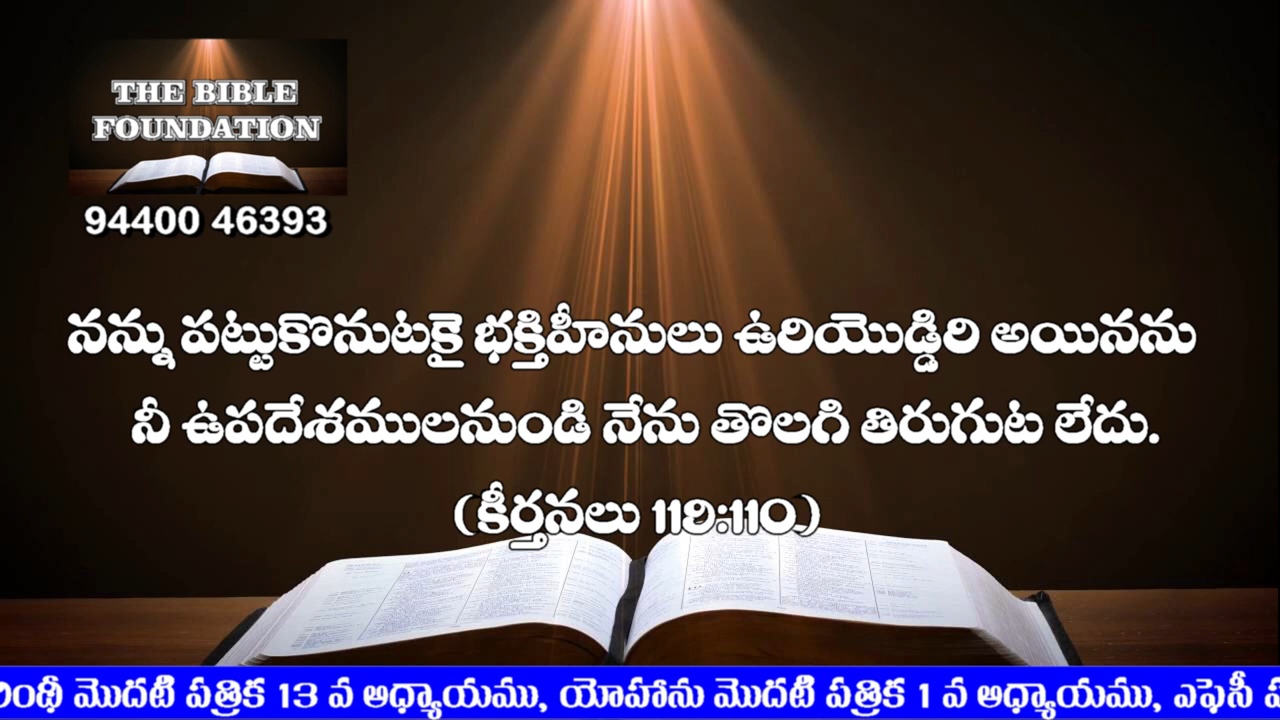 THE BIBLE
FOUNDATION
94400 46393
నన్ను పట్టుకొనుటకై భక్తిహీనులు ఉరియొడ్డిరి అయినను
నీ ఉపదేశములనుండి నేను తొలగి తిరుగుట లేదు.
(కీర్తనలు 119:110)
మొదటి పత్రిక 13 వ అధ్యాయము, యోహాను మొదటి పత్రిక 1 వ అధ్యాయము, ఎఫెసీ